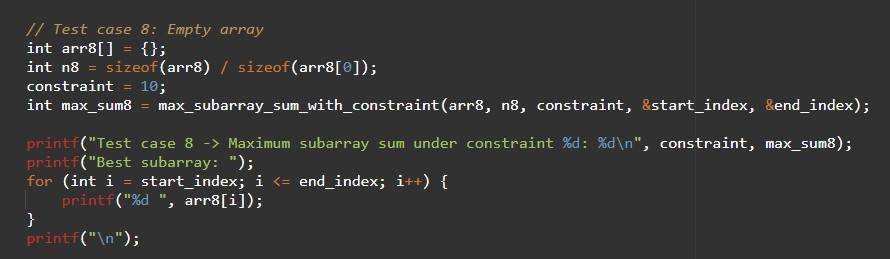 // Test case 8: Empty array
int arr8[] = {};
int n8 = sizeof(arr8) / sizeof(arr8[0]);
constraint = 10;
int max_sum8 = max_subarray_sum_with_constraint(arr8, n8, constraint, &start_index, &end_index);
printf("Test case 8 -> Maximum subarray sum under constraint %d: %d\n", constraint, max_sum8);
printf("Best subarray: ");
for (int i = start_index; i <= end_index; i++) {
    printf("%d ", arr8[i]);
}
printf("\n");